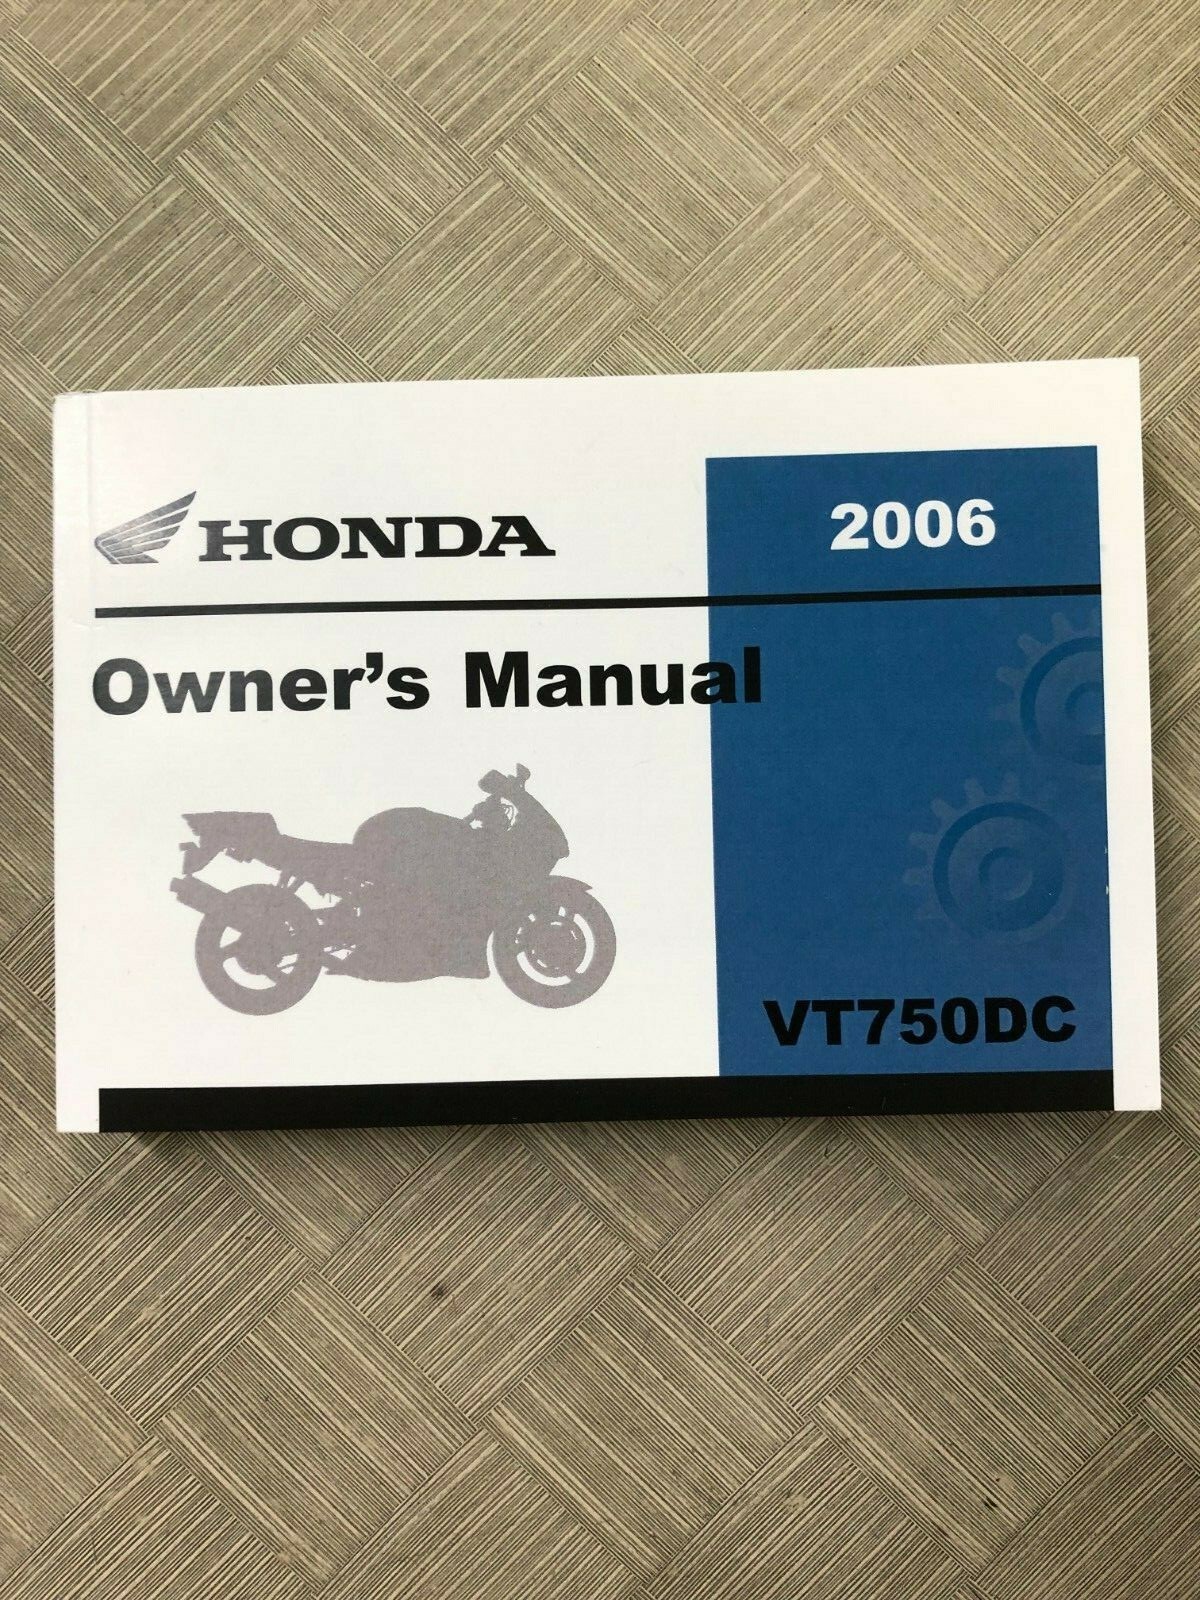 HONDA
2006
Owner's Manual
VT750DC